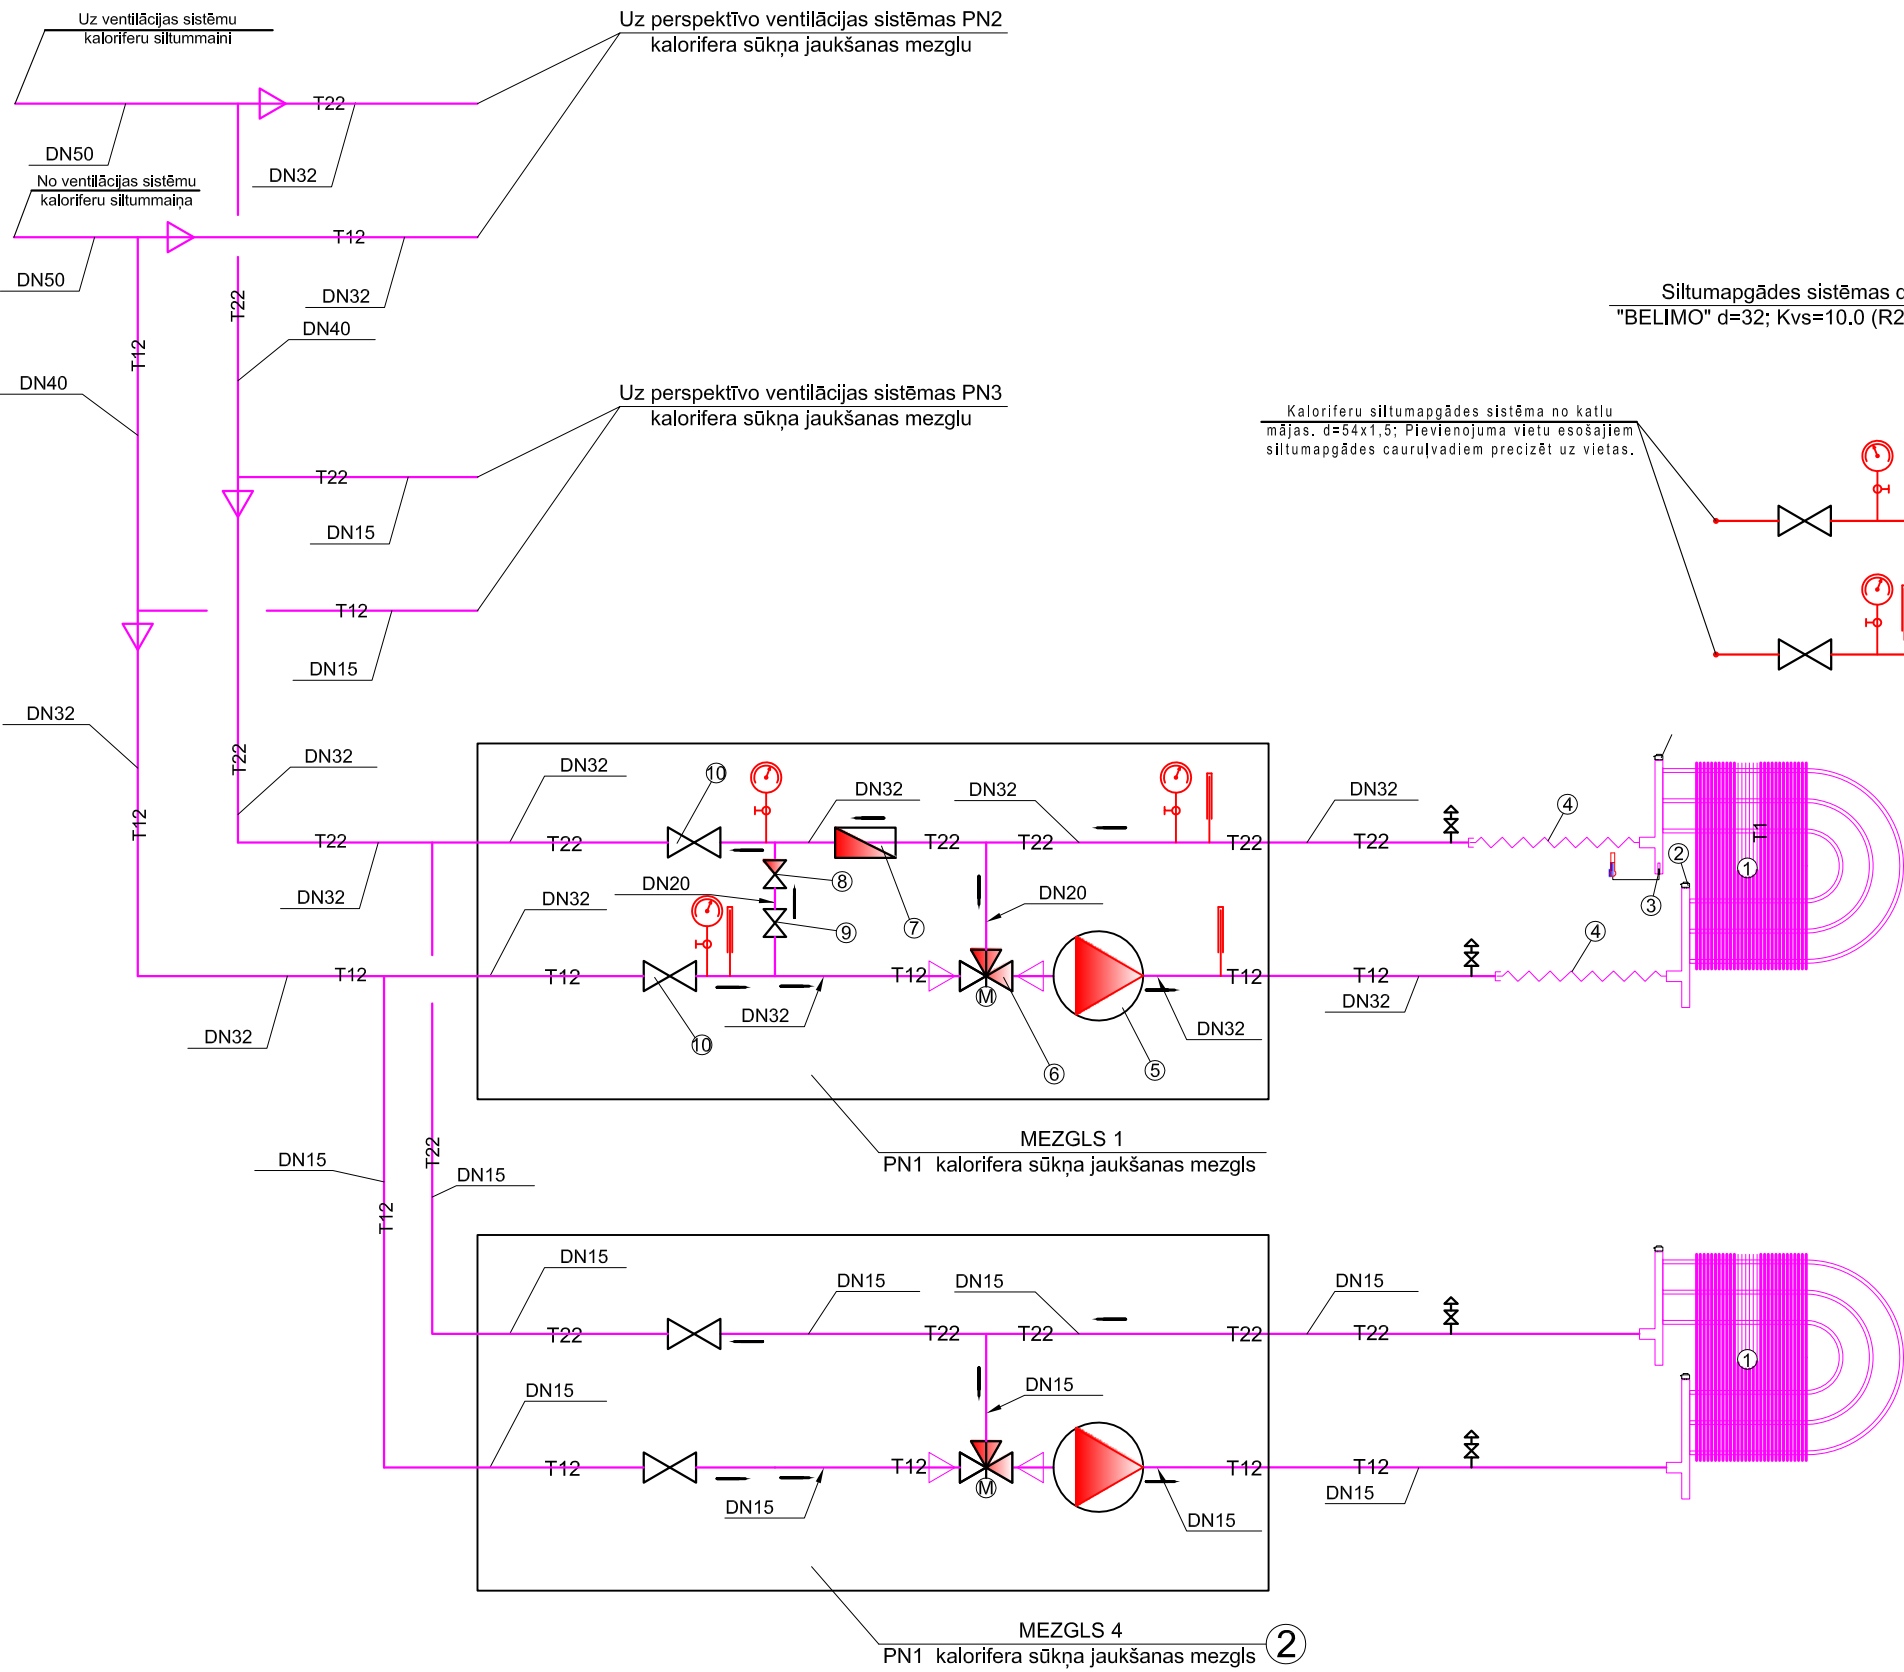 Uz ventilācijas sistēmu
kaloriferu siltummaini
Uz perspektīvo ventilācijas sistēmas PN2
kalorifera sūkņa jaukšanas mezglu
T22
DN50
DN32
No ventilācijas sistēmu
kaloriferu siltummaiņa
T12
DN50
DN32
T22
DN40
T12
DN40
Siltumapgādes sistēmas
"BELIMO" d=32; Kvs=10.0
Uz perspektīvo ventilācijas sistēmas PN3
kalorifera sūkņa jaukšanas mezglu
Kaloriferu siltumapgādes sistēma no katlu
mājas. d=54x1,5; Pievienojuma vietu esošajiem
siltumapgādes cauruļvadiem precizēt uz vietas.
T22
DN15
T12
DN15
DN32
T22
DN32
T12
DN32
10
DN32
DN32
DN32
4
T22
T22
T22
T22
T22
T22
T1
2
1
8
DN32
DN20
DN32
7
DN20
3
9
4
T12
T12
T12
T12
T12
M
DN32
DN32
DN32
DN32
10
6
5
MEZGLS 1
PN1 kalorifera sūkņa jaukšanas mezgls
T22
DN15
DN15
T12
DN15
DN15
DN15
DN15
T22
T22
T22
T22
T22
1
DN15
DN15
T12
T12
T12
T12
M
DN15
DN15
DN15
MEZGLS 4
PN1 kalorifera sūkņa jaukšanas mezgls
2